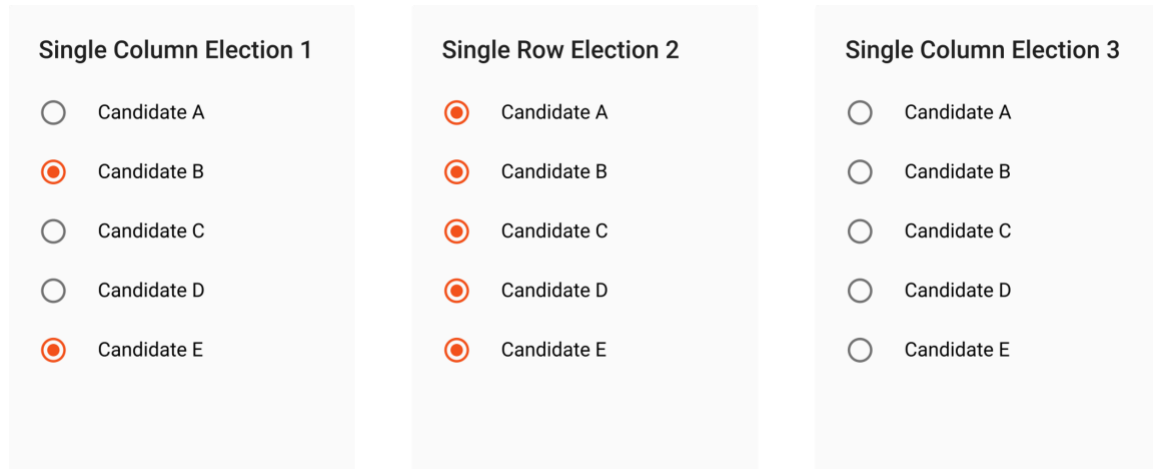 Single Column Election 1
Candidate A
Candidate B
Candidate C
Candidate D
Candidate E
Single Row Election 2
Candidate A
Candidate B
Candidate C
Candidate D
Candidate E
Single Column Election 3
Candidate A
Candidate B
Candidate C
Candidate D
Candidate E